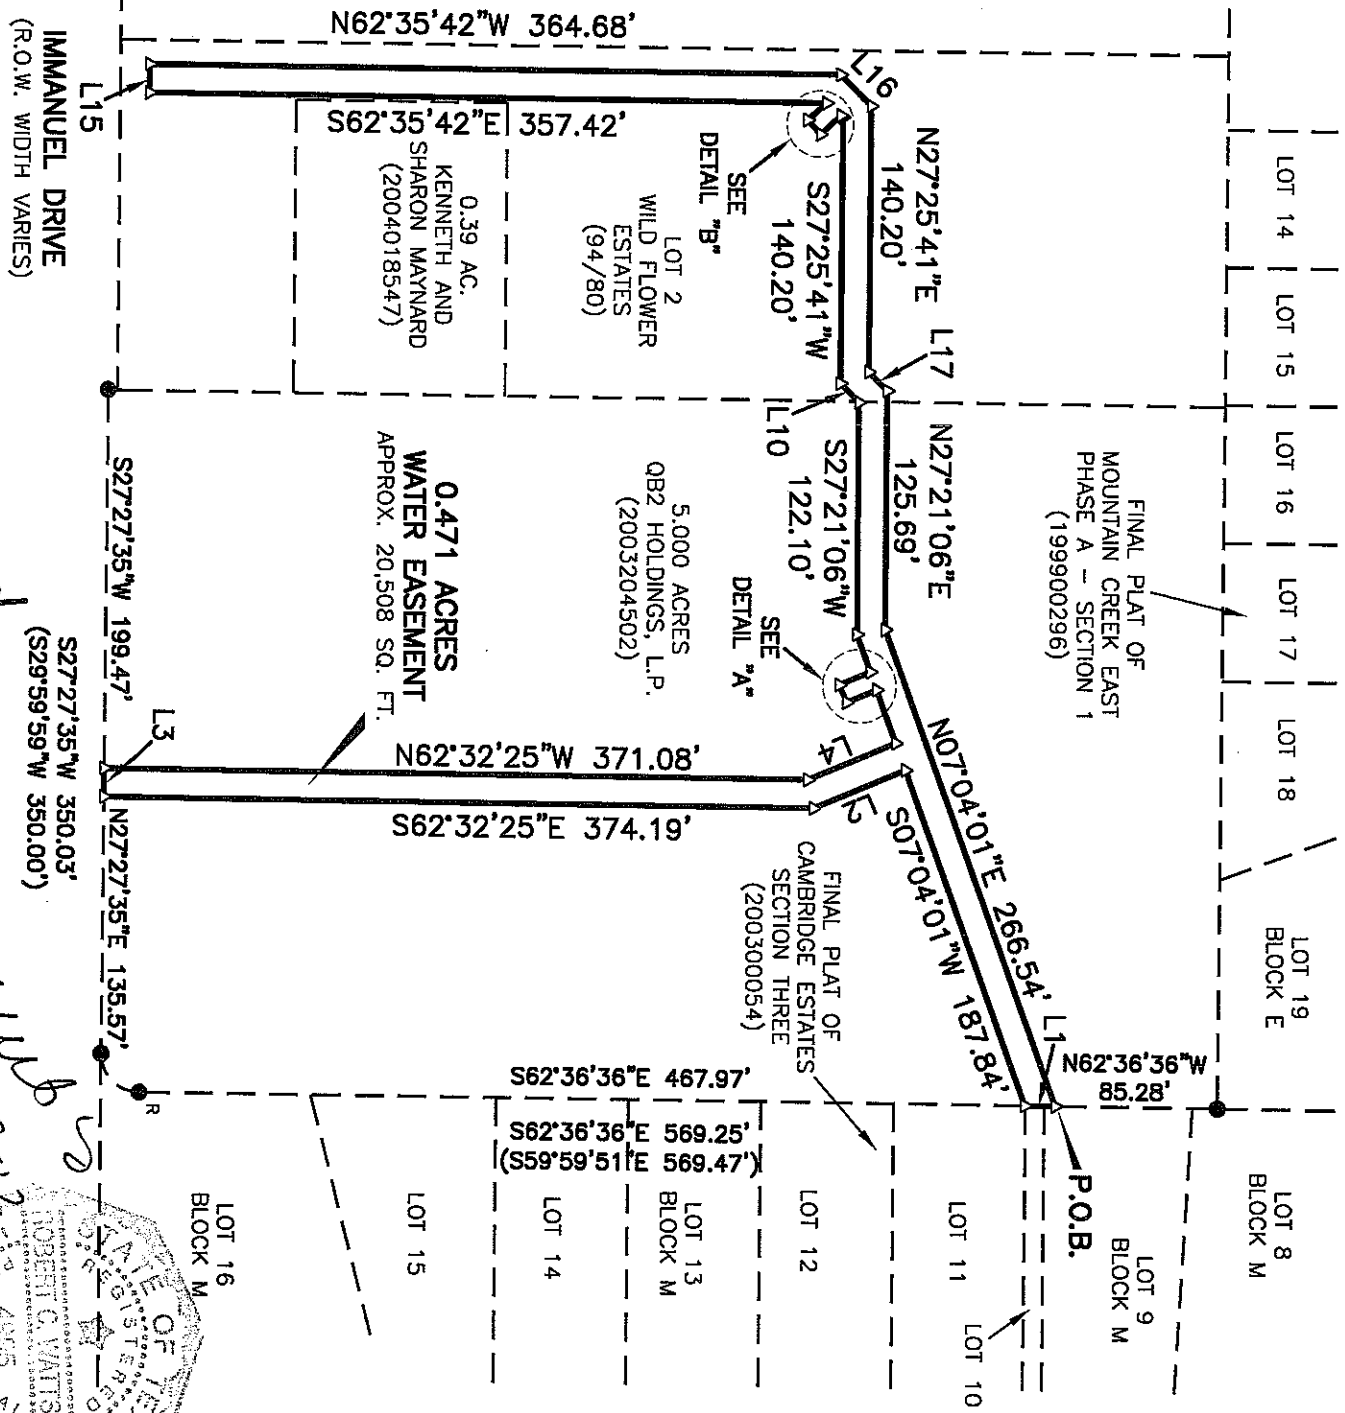 N62°35'42"W 364.68'
L16
L15
IMMANUEL DRIVE
(R.O.W. WIDTH VARIES)
S62°35'42"E 357.42'
0.39 AC.
KENNETH AND
SHARON MAYNARD
(2004018547)
SEE
DETAIL "B"
LOT 2
WILD FLOWER
ESTATES
(94/80)
N27°25'41"E
140.20'
S27°25'41"W
140.20'
L17
L10
LOT 14
LOT 15
LOT 16
LOT 17
LOT 18
LOT 19
BLOCK E
FINAL PLAT OF
MOUNTAIN CREEK EAST
PHASE A - SECTION 1
(199900296)
N27°21'06"E
125.69'
S27°21'06"W
122.10'
SEE
DETAIL "A"
5.000 ACRES
QB2 HOLDINGS, L.P.
(2003204502)
0.471 ACRES
WATER EASEMENT
APPROX. 20,508 SQ. FT.
S27°27'35"W 199.47'
L3
N27°27'35"E 135.57'
S27°27'35"W 350.03'
(S29°59'59"W 350.00')
N62°32'25"W 371.08'
S62°32'25"E 374.19'
L4
L2
N07°04'01"E 266.54'
S07°04'01"W 187.84'
L1
N62°36'36"W
85.28'
P.O.B.
FINAL PLAT OF
CAMBRIDGE ESTATES
SECTION THREE
(200300054)
S62°36'36"E 467.97'
S62°36'36"E 569.25'
(S59°59'51"E 569.47')
R
LOT 8
BLOCK M
LOT 9
BLOCK M
LOT 10
LOT 11
LOT 12
LOT 13
BLOCK M
LOT 14
LOT 15
LOT 16
BLOCK M
STATE OF TE
REGISTERED
ROBERT C. WATTS